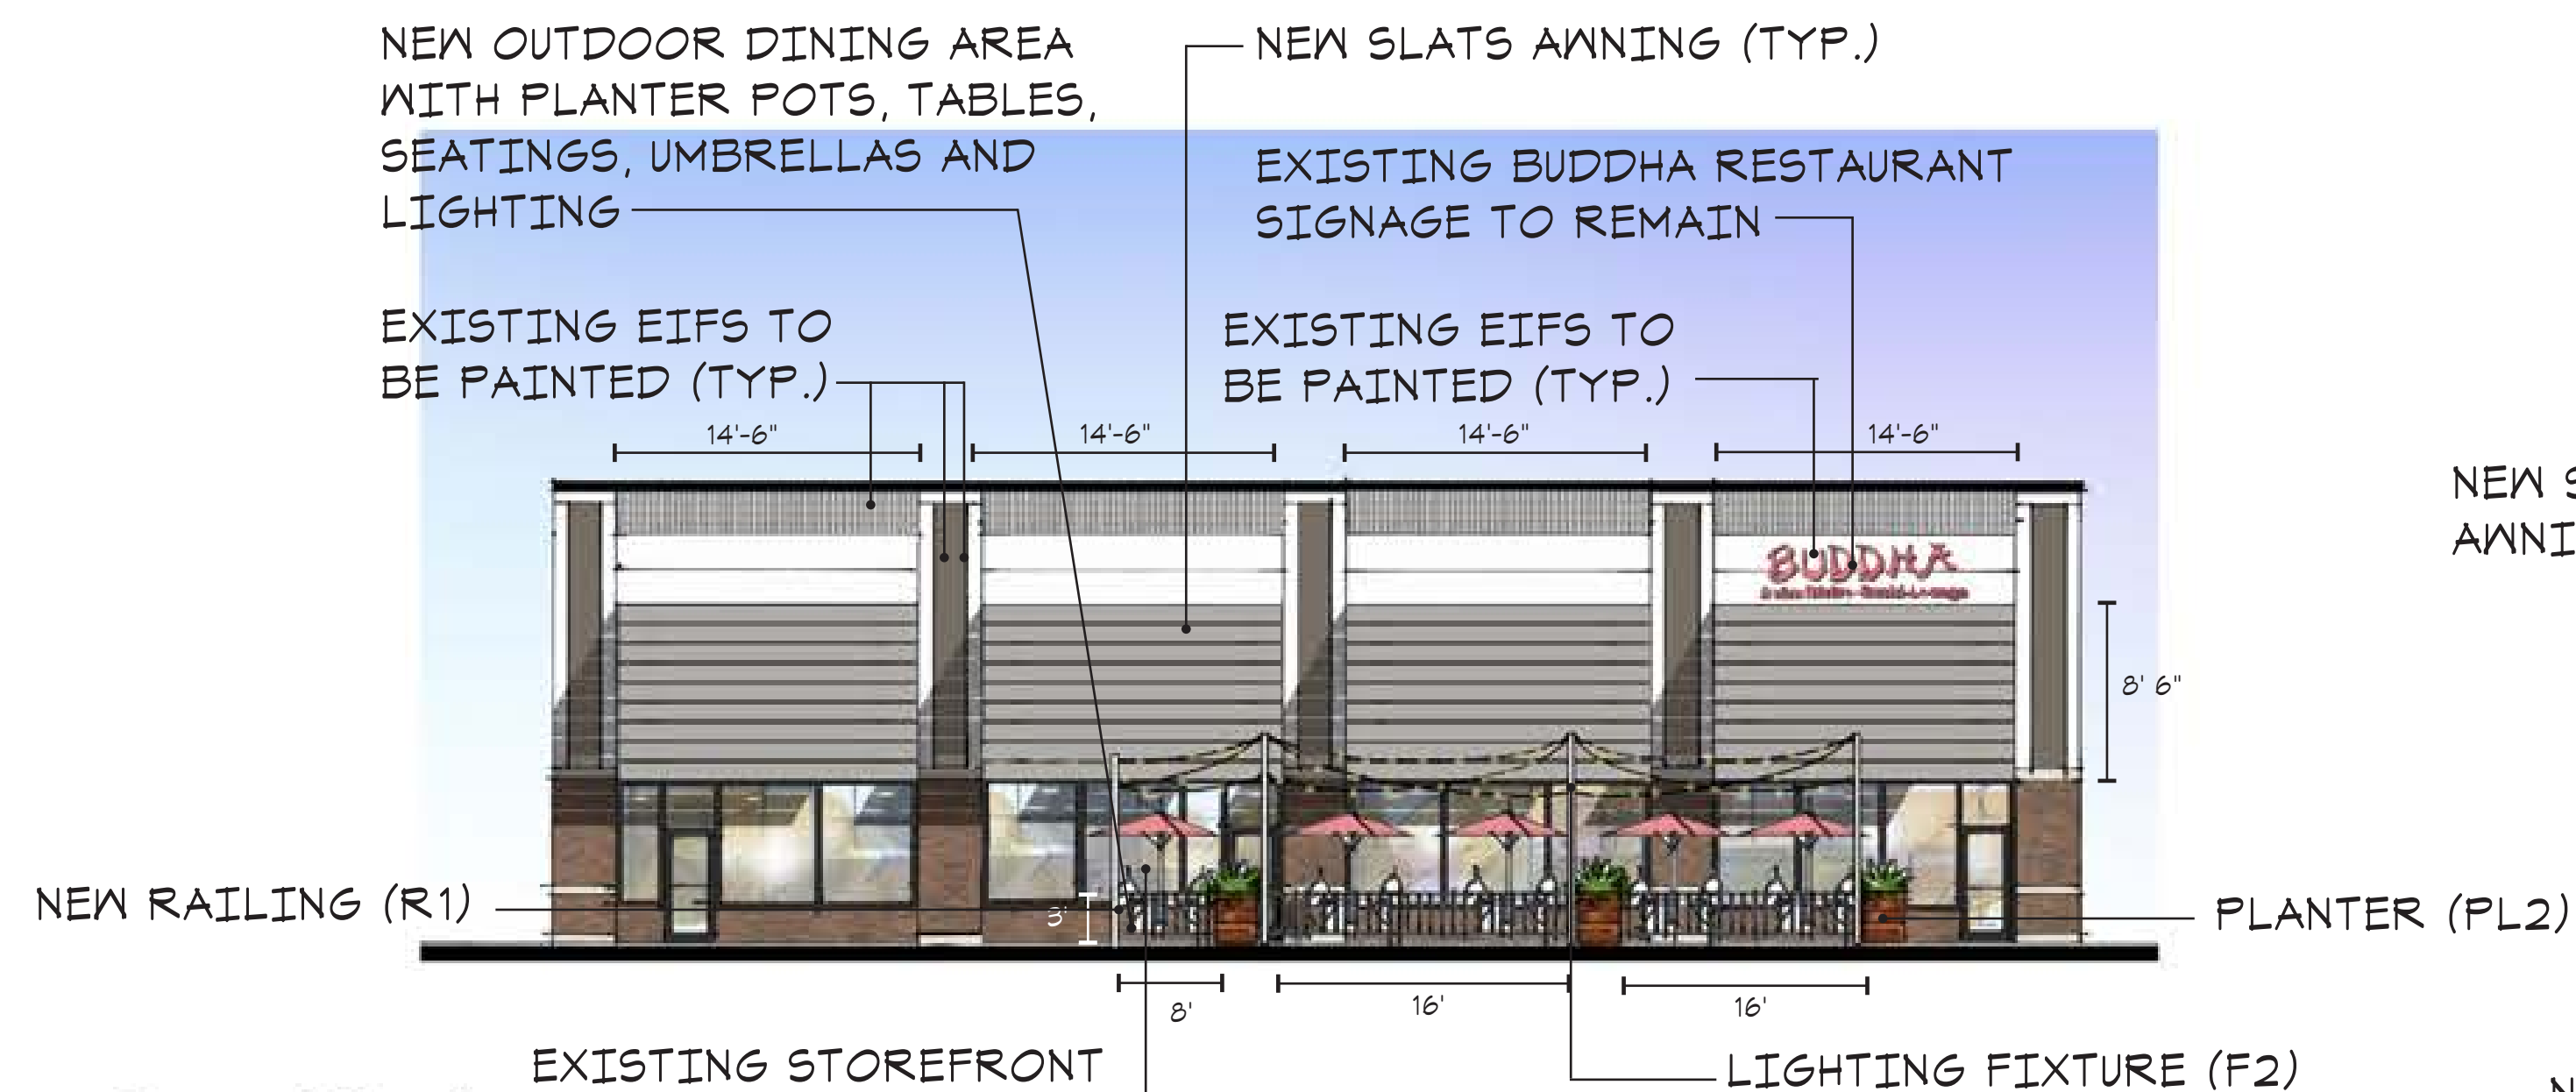 NEW OUTDOOR DINING AREA
WITH PLANTER POTS, TABLES,
SEATINGS, UMBRELLAS AND
LIGHTING
NEW SLATS AWNING (TYP.)
EXISTING BUDDHA RESTAURANT
SIGNAGE TO REMAIN
EXISTING EIFS TO
BE PAINTED (TYP.)
EXISTING EIFS TO
BE PAINTED (TYP.)
14'-6"
14'-6"
14'-6"
14'-6"
NEW
BUDDHA
8' 6"
NEW RAILING (R1)
3'
PLANTER (PL2)
8'
16'
16'
EXISTING STOREFRONT
LIGHTING FIXTURE (F2)